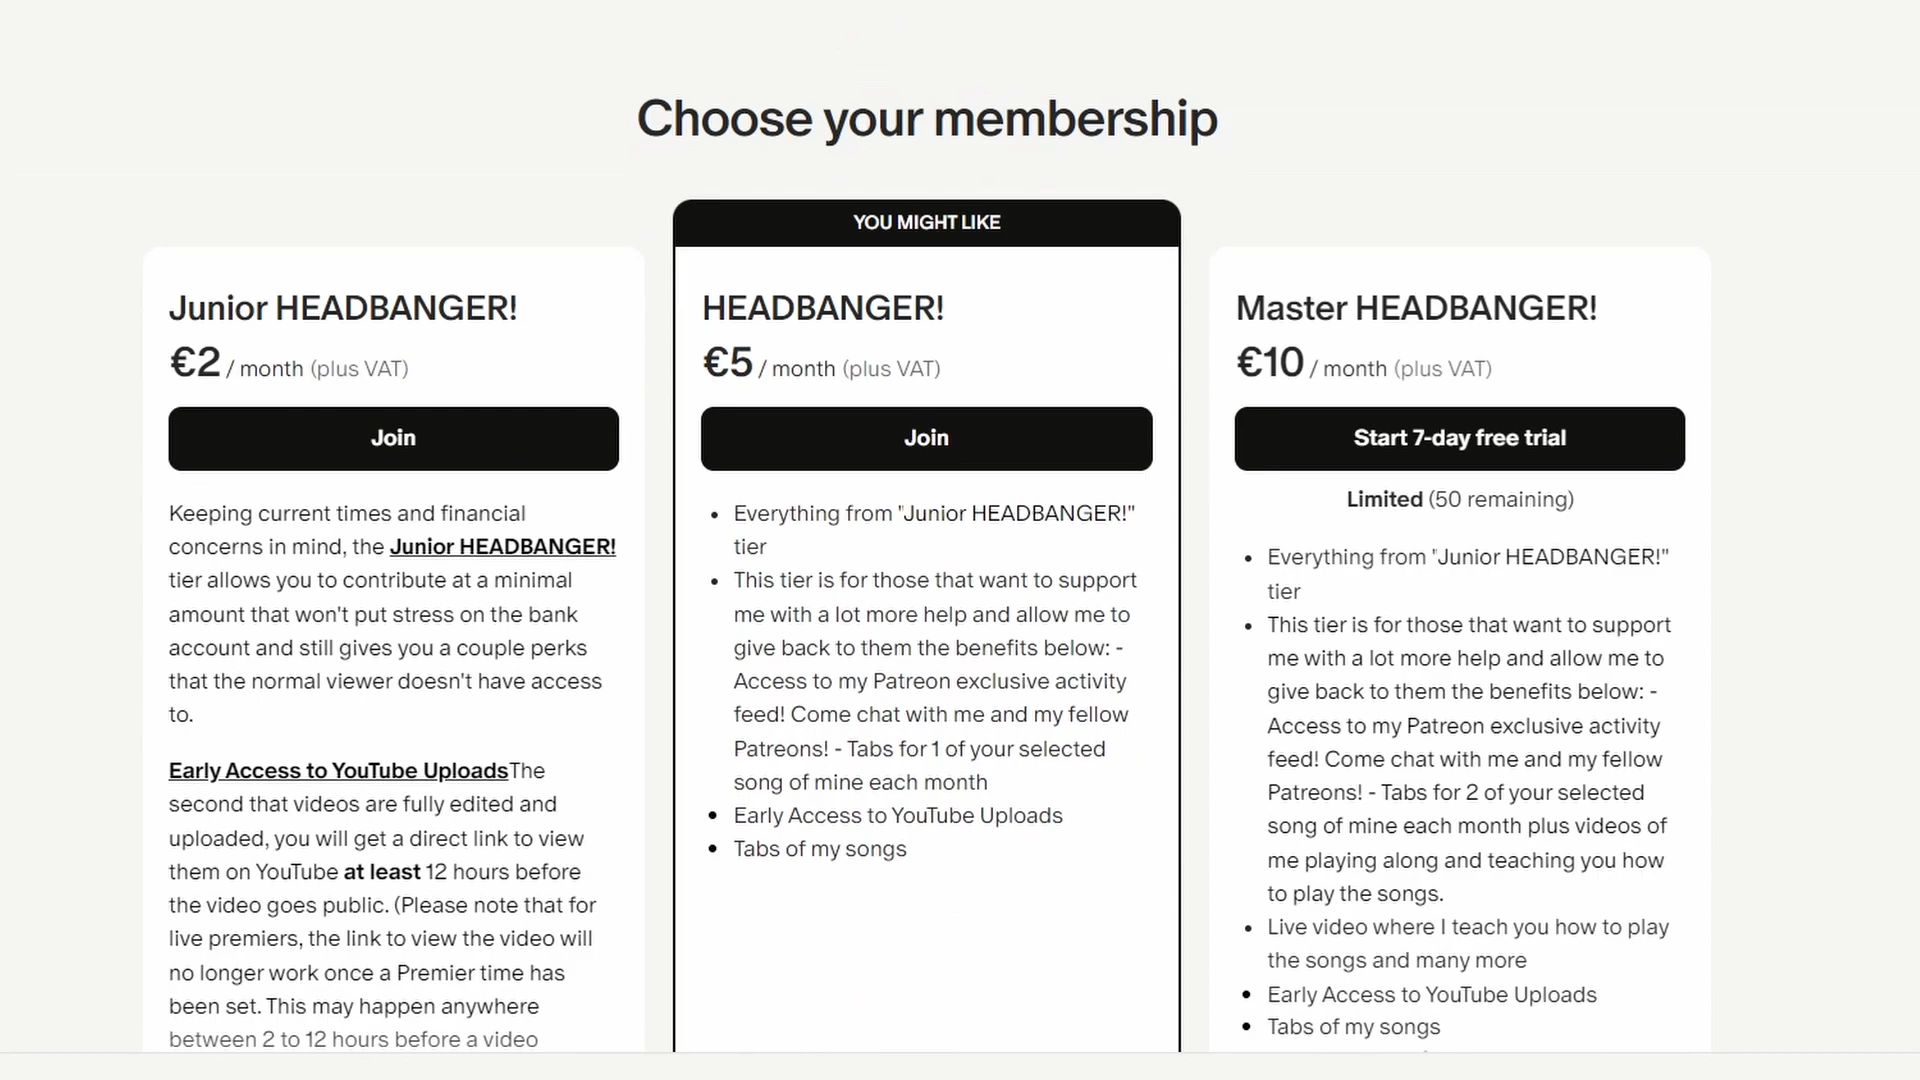 Choose your membership
Junior HEADBANGER!
€2 / month (plus VAT)
Join
Keeping current times and financial
concerns in mind, the Junior HEADBANGER!
tier allows you to contribute at a minimal
amount that won't put stress on the bank
account and still gives you a couple perks
that the normal viewer doesn't have access
to.
Early Access to YouTube UploadsThe
second that videos are fully edited and
uploaded, you will get a direct link to view
them on YouTube at least 12 hours before
the video goes public. (Please note that for
live premiers, the link to view the video will
no longer work once a Premier time has
been set. This may happen anywhere
between 2 to 12 hours before a video
YOU MIGHT LIKE
HEADBANGER!
€5 / month (plus VAT)
Join
• Everything from "Junior HEADBANGER!"
tier
• This tier is for those that want to support
me with a lot more help and allow me to
give back to them the benefits below: -
Access to my Patreon exclusive activity
feed! Come chat with me and my fellow
Patreons! - Tabs for 1 of your selected
song of mine each month
• Early Access to YouTube Uploads
• Tabs of my songs
Master HEADBANGER!
€10 / month (plus VAT)
Start 7-day free trial
Limited (50 remaining)
• Everything from "Junior HEADBANGER!"
tier
• This tier is for those that want to support
me with a lot more help and allow me to
give back to them the benefits below: -
Access to my Patreon exclusive activity
feed! Come chat with me and my fellow
Patreons! - Tabs for 2 of your selected
song of mine each month plus videos of
me playing along and teaching you how
to play the songs.
• Live video where I teach you how to play
the songs and many more
• Early Access to YouTube Uploads
• Tabs of my songs